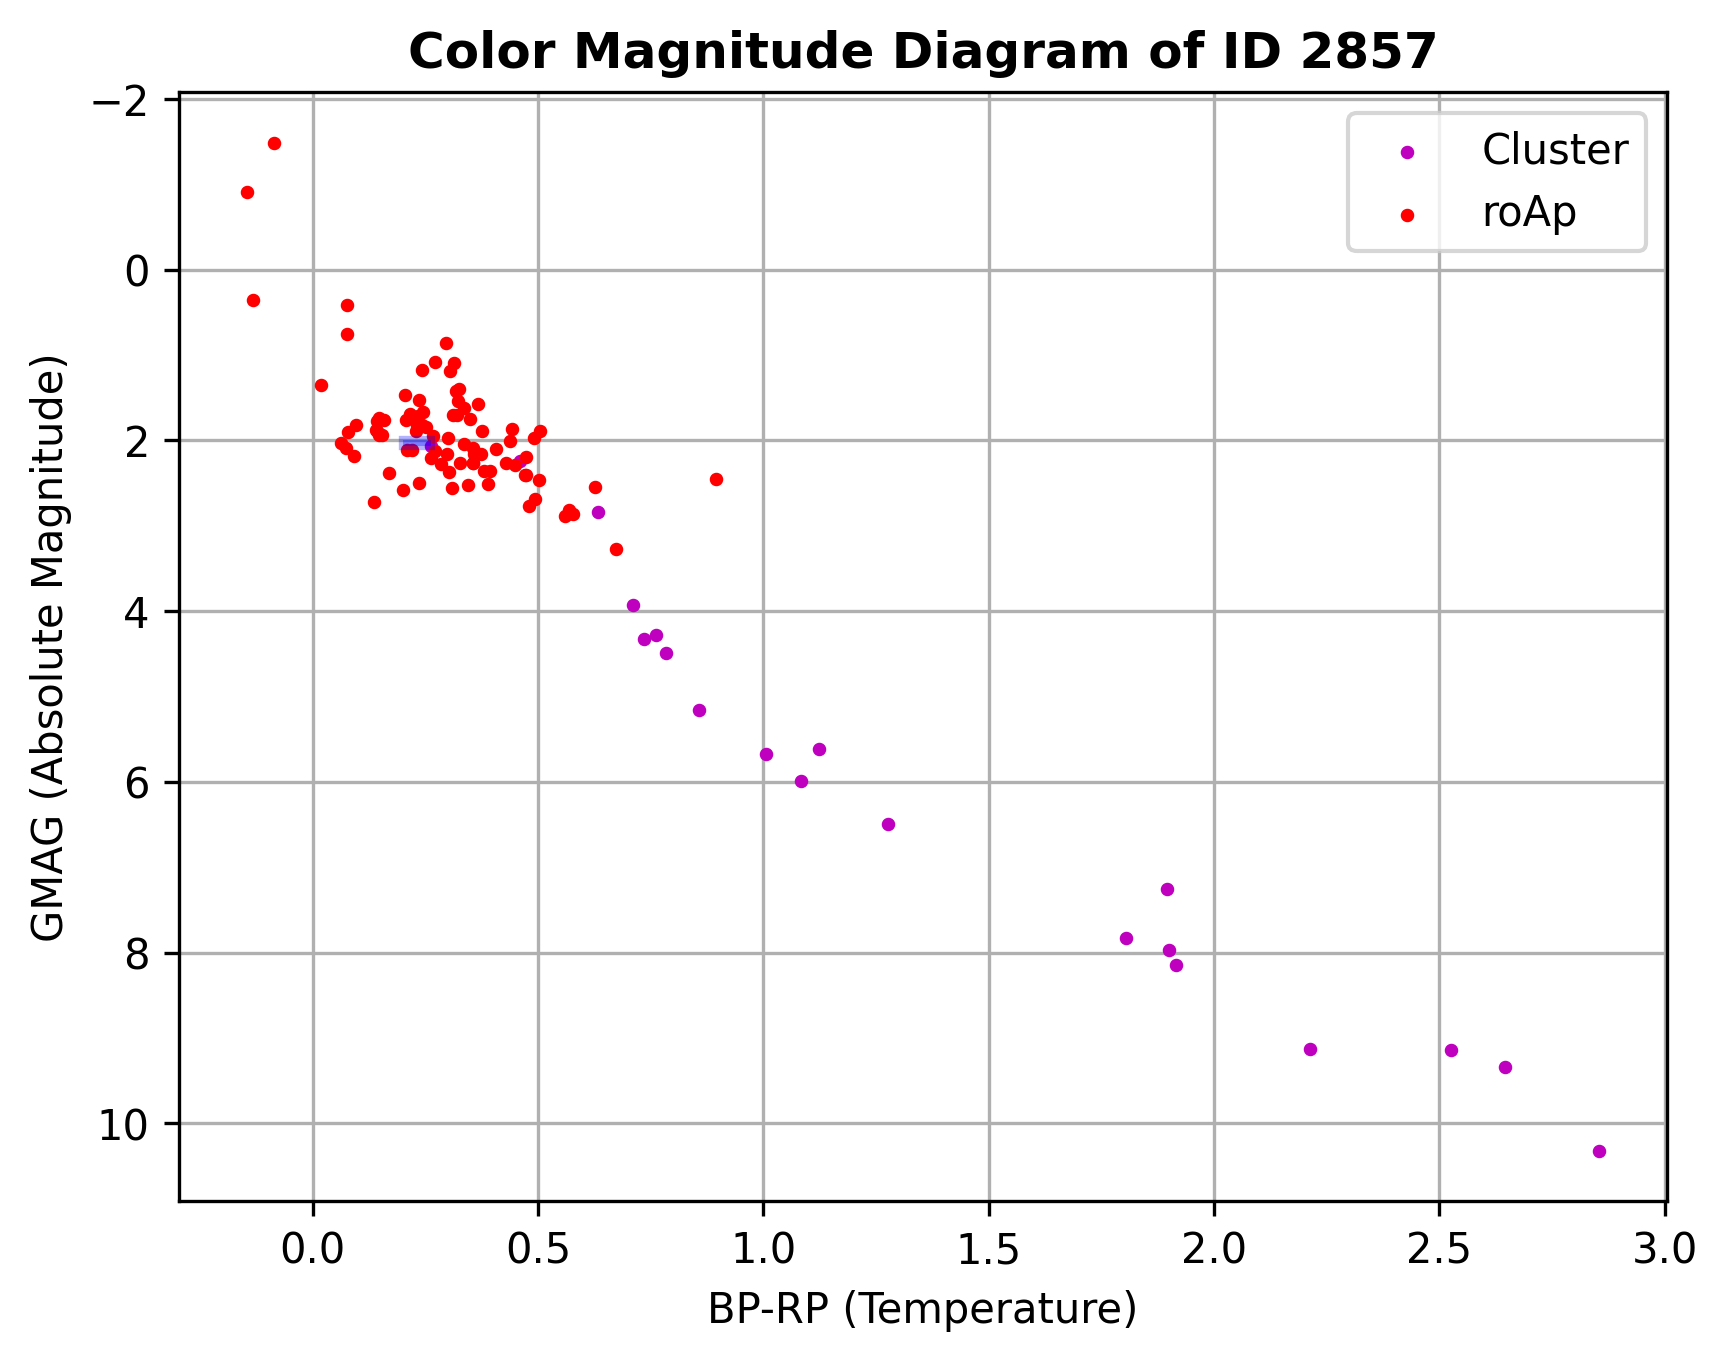 Color Magnitude Diagram of ID 2857
−2
0
2
4
6
8
10
GMAG (Absolute Magnitude)
Cluster
roAp
0.0 0.5 1.0 1.5 2.0 2.5 3.0
BP-RP (Temperature)